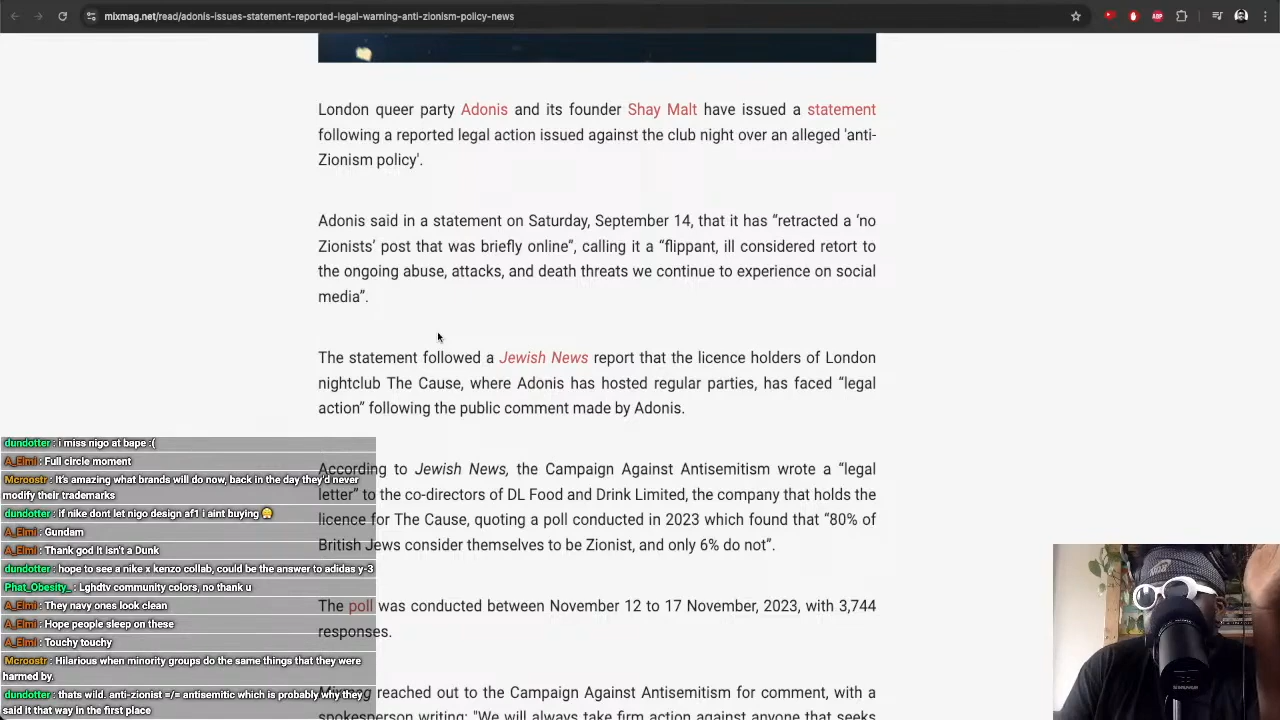 mixmag.net/read/adonis-issues-statement-reported-legal-warning-anti-zionism-policy-news
ABP
London queer party Adonis and its founder Shay Malt have issued a statement
following a reported legal action issued against the club night over an alleged 'anti-
Zionism policy'.
Adonis said in a statement on Saturday, September 14, that it has “retracted a ‘no
Zionists’ post that was briefly online”, calling it a “flippant, ill considered retort to
the ongoing abuse, attacks, and death threats we continue to experience on social
media”.
The statement followed a Jewish News report that the licence holders of London
nightclub The Cause, where Adonis has hosted regular parties, has faced “legal
action” following the public comment made by Adonis.
According to Jewish News, the Campaign Against Antisemitism wrote a “legal
letter” to the co-directors of DL Food and Drink Limited, the company that holds the
licence for The Cause, quoting a poll conducted in 2023 which found that “80% of
British Jews consider themselves to be Zionist, and only 6% do not”.
The poll was conducted between November 12 to 17 November, 2023, with 3,744
responses.
Mixmag reached out to the Campaign Against Antisemitism for comment, with a
spokesperson writing: "We will always take firm action against anyone that seeks
dundotter : i miss nigo at bape :(
A_Elmi : Full circle moment
Mcroostr : It's amazing what brands will do now, back in the day they'd never
modify their trademarks
dundotter : if nike dont let nigo design af1 i aint buying 😤
A_Elmi : Gundam
A_Elmi : Thank god it isn't a Dunk
dundotter : hope to see a nike x kenzo collab, could be the answer to adidas y-3
Phat_Obesity_ : Lghdtv community colors, no thank u
A_Elmi : They navy ones look clean
A_Elmi : Hope people sleep on these
A_Elmi : Touchy touchy
Mcroostr : Hilarious when minority groups do the same things that they were
harmed by.
dundotter : thats wild. anti-zionist =/= antisemitic which is probably why they
said it that way in the first place